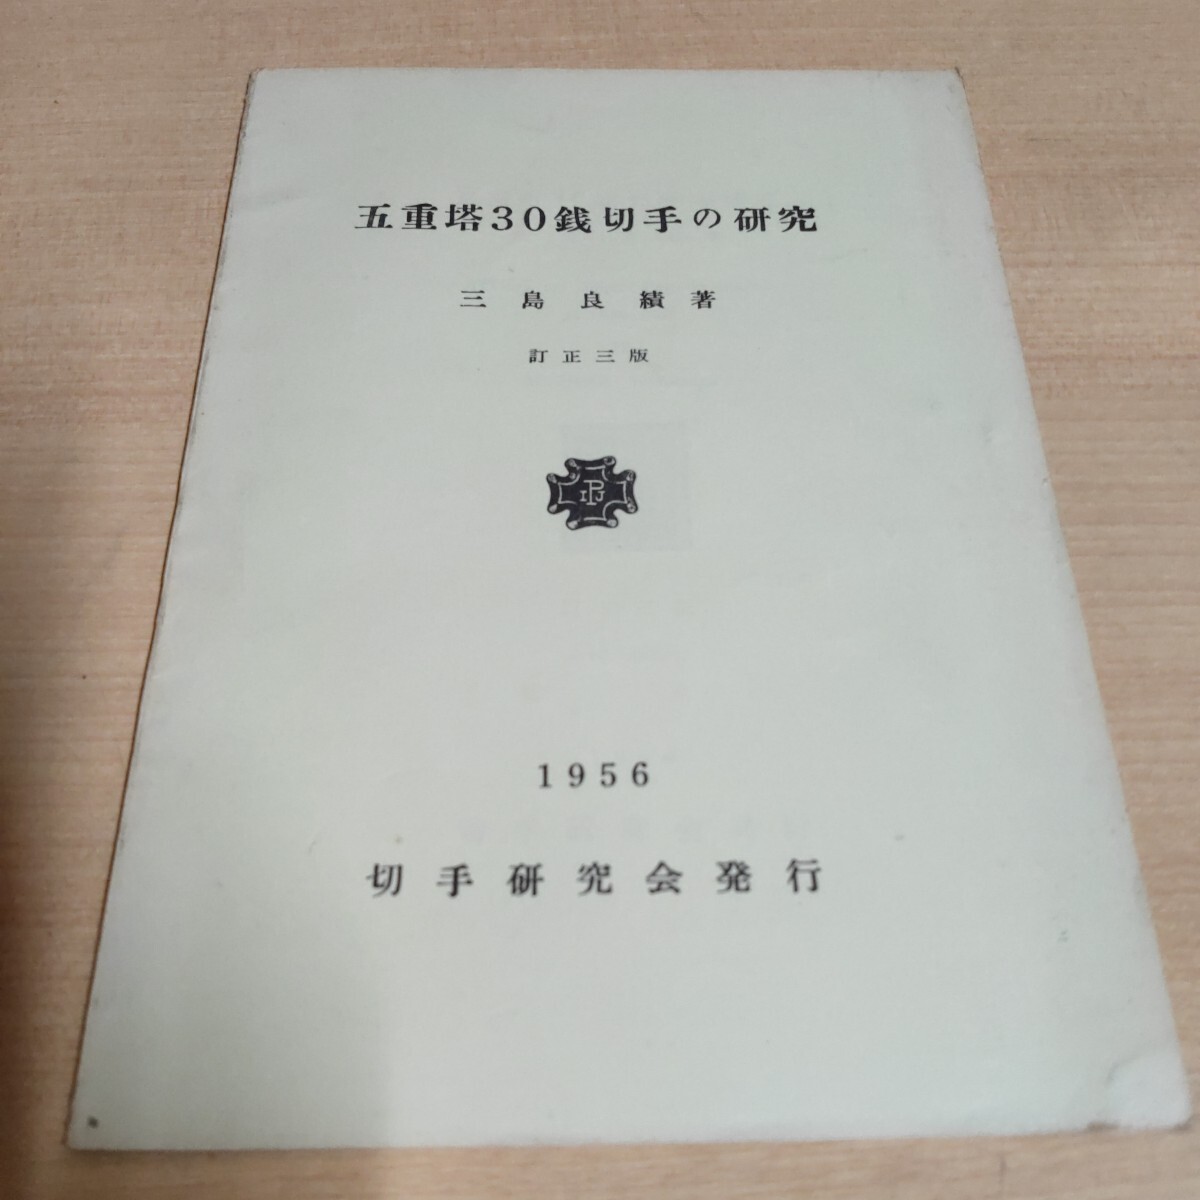 五重塔30銭切手の研究
三島良績著
訂正三版
IPJ
1956
切手研究会発行